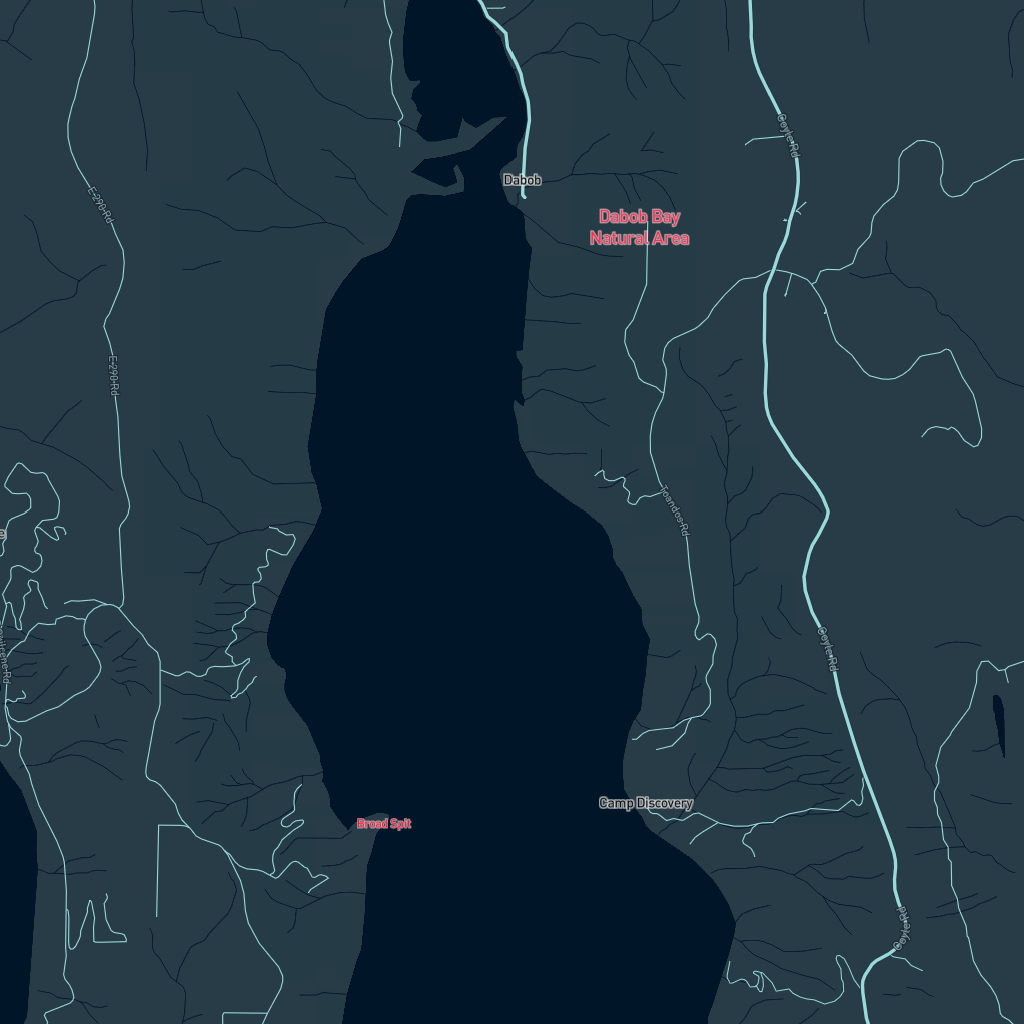 Coyle Rd
Dabob
E 290 Rd
Dabob Bay
Natural Area
E 290 Rd
Toandos Rd
Coyle Rd
Camp Discovery
Broad Spit
Coyle Rd